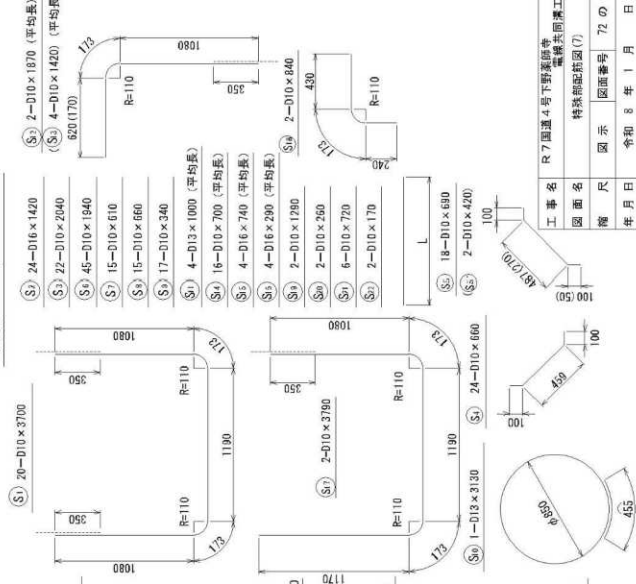 S12 2-D10×1870 (平均長)
(S13 4-D10×1420) (平均長)
173
1080
R=110
350
620(170)
S18 2-D10×840
430
R=110
173
240
S1 20-D10×3700
350
350
1080
1080
R=110
R=110
173
173
1190
S17 2-D10×3790
350
1080
1170
R=110
R=110
173
173
1190
S2 24-D16×1420
S3 22-D10×2040
S6 45-D10×1940
S7 15-D10×610
S8 15-D10×660
S9 17-D10×340
S11 4-D13×1000 (平均長)
S14 16-D10×700 (平均長)
S15 4-D16×740 (平均長)
S16 4-D16×290 (平均長)
S19 2-D10×1290
S20 2-D10×260
S21 6-D10×720
S22 2-D10×170
L
S10 1-D13×3130
φ850
455
S4 24-D10×660
100
459
100
S5 18-D10×690
(S5' 2-D10×420)
100
487(270)
100(50)
工事名 R7国道4号下野薬師寺
電線共同溝工
図面名 特殊部配筋図(7)
縮尺 図示 図面番号 72の
年月日 令和 8 年 1 月 日